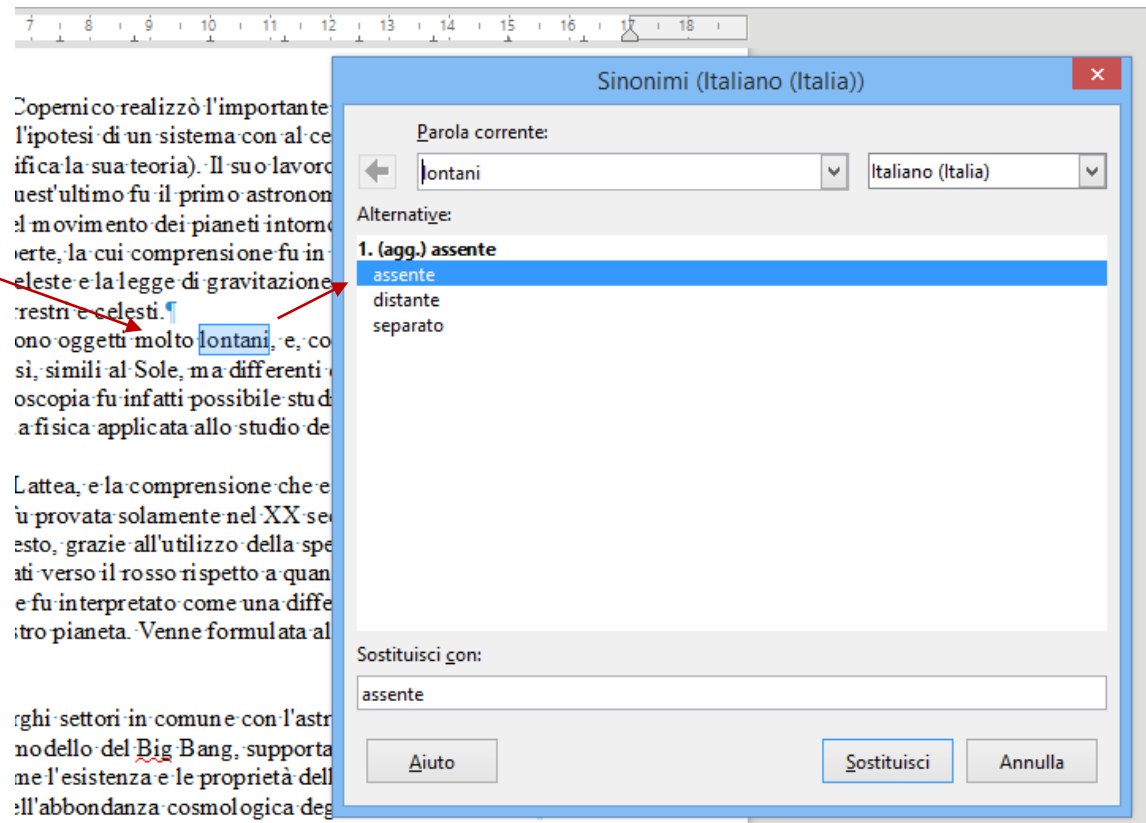 7 8 9 10 11 12 13 14 15 16 17 18
Copernico realizzò l'importante
l'ipotesi di un sistema con al ce
ifica la sua teoria). Il suo lavoro
uest'ultimo fu il primo astronom
el movimento dei pianeti intorno
erte, la cui comprensione fu in
eleste e la legge di gravitazione
rrestri e celesti.¶
ono oggetti molto lontani, e, co
sì, simili al Sole, ma differenti
oscopia fu infatti possibile stud
a fisica applicata allo studio de
Lattea, e la comprensione che e
fu provata solamente nel XX sec
esto, grazie all'utilizzo della spe
ati verso il rosso rispetto a quan
e fu interpretato come una diffe
stro pianeta. Venne formulata al
rghi settori in comune con l'astr
modello del Big Bang, supporta
me l'esistenza e le proprietà dell
ell'abbondanza cosmologica deg
Sinonimi (Italiano (Italia))
Parola corrente:
lontani Italiano (Italia)
Alternative:
1. (agg.) assente
assente
distante
separato
Sostituisci con:
assente
Aiuto Sostituisci Annulla